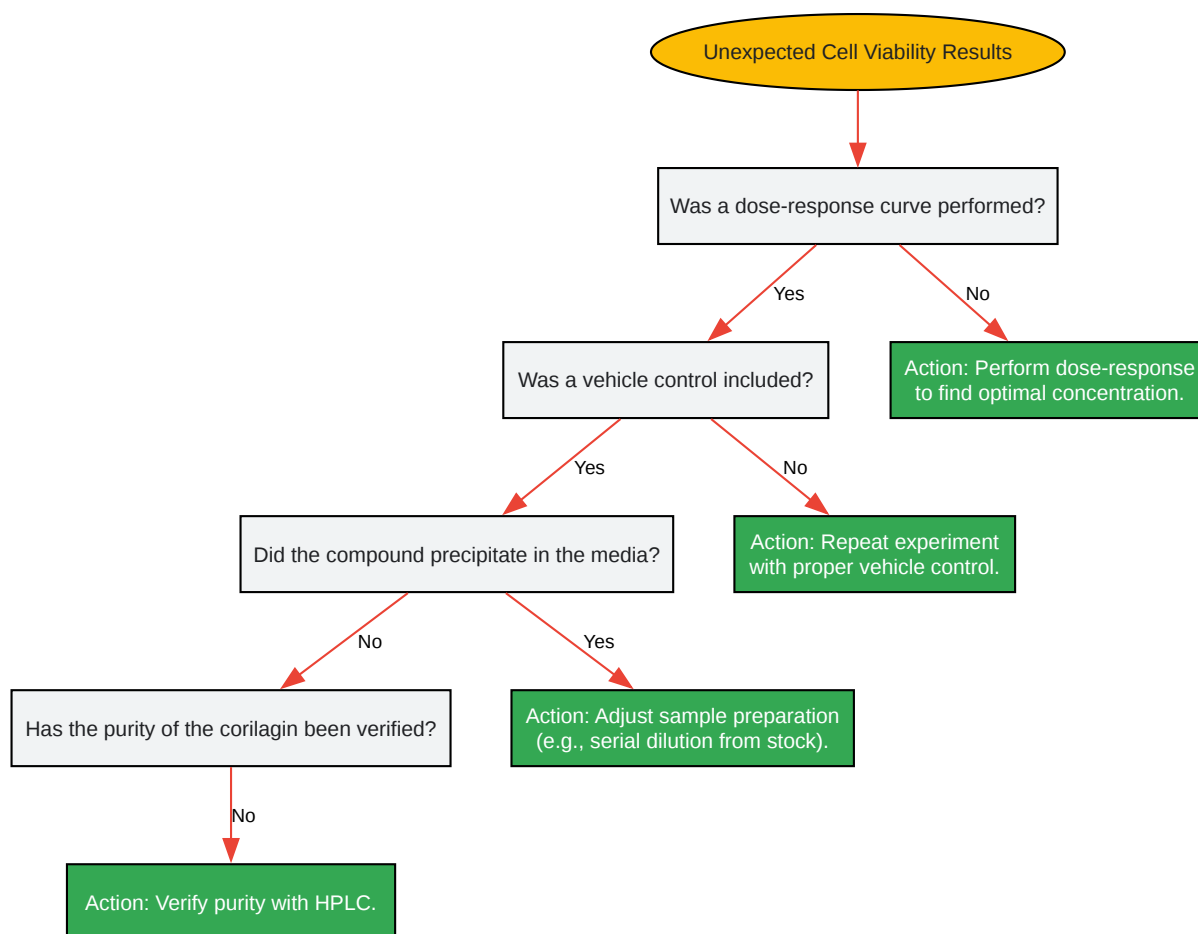 Unexpected Cell Viability Results
Was a dose-response curve performed?
Yes
No
Was a vehicle control included?
Action: Perform dose-response
to find optimal concentration.
Yes
No
Did the compound precipitate in the media?
Action: Repeat experiment
with proper vehicle control.
No
Yes
Has the purity of the corilagin been verified?
Action: Adjust sample preparation
(e.g., serial dilution from stock).
No
Action: Verify purity with HPLC.